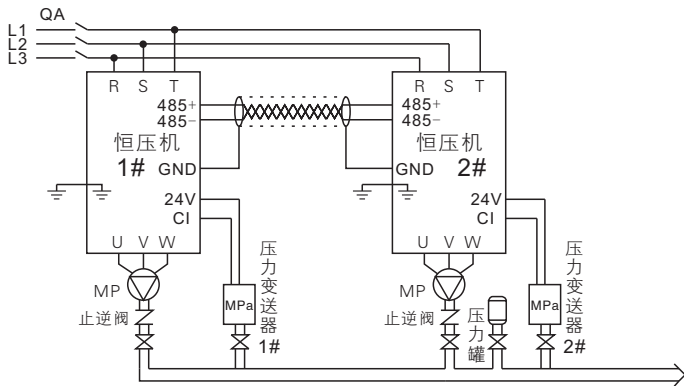 QA
L1
L2
L3
R S T
R S T
485+
485-
485+
485-
恒压机
1#
GND
恒压机
2#
GND
24V
CI
24V
CI
U V W
U V W
MP
止逆阀
MPa
压力变送器
1#
MP
止逆阀
压力罐
MPa
压力变送器
2#